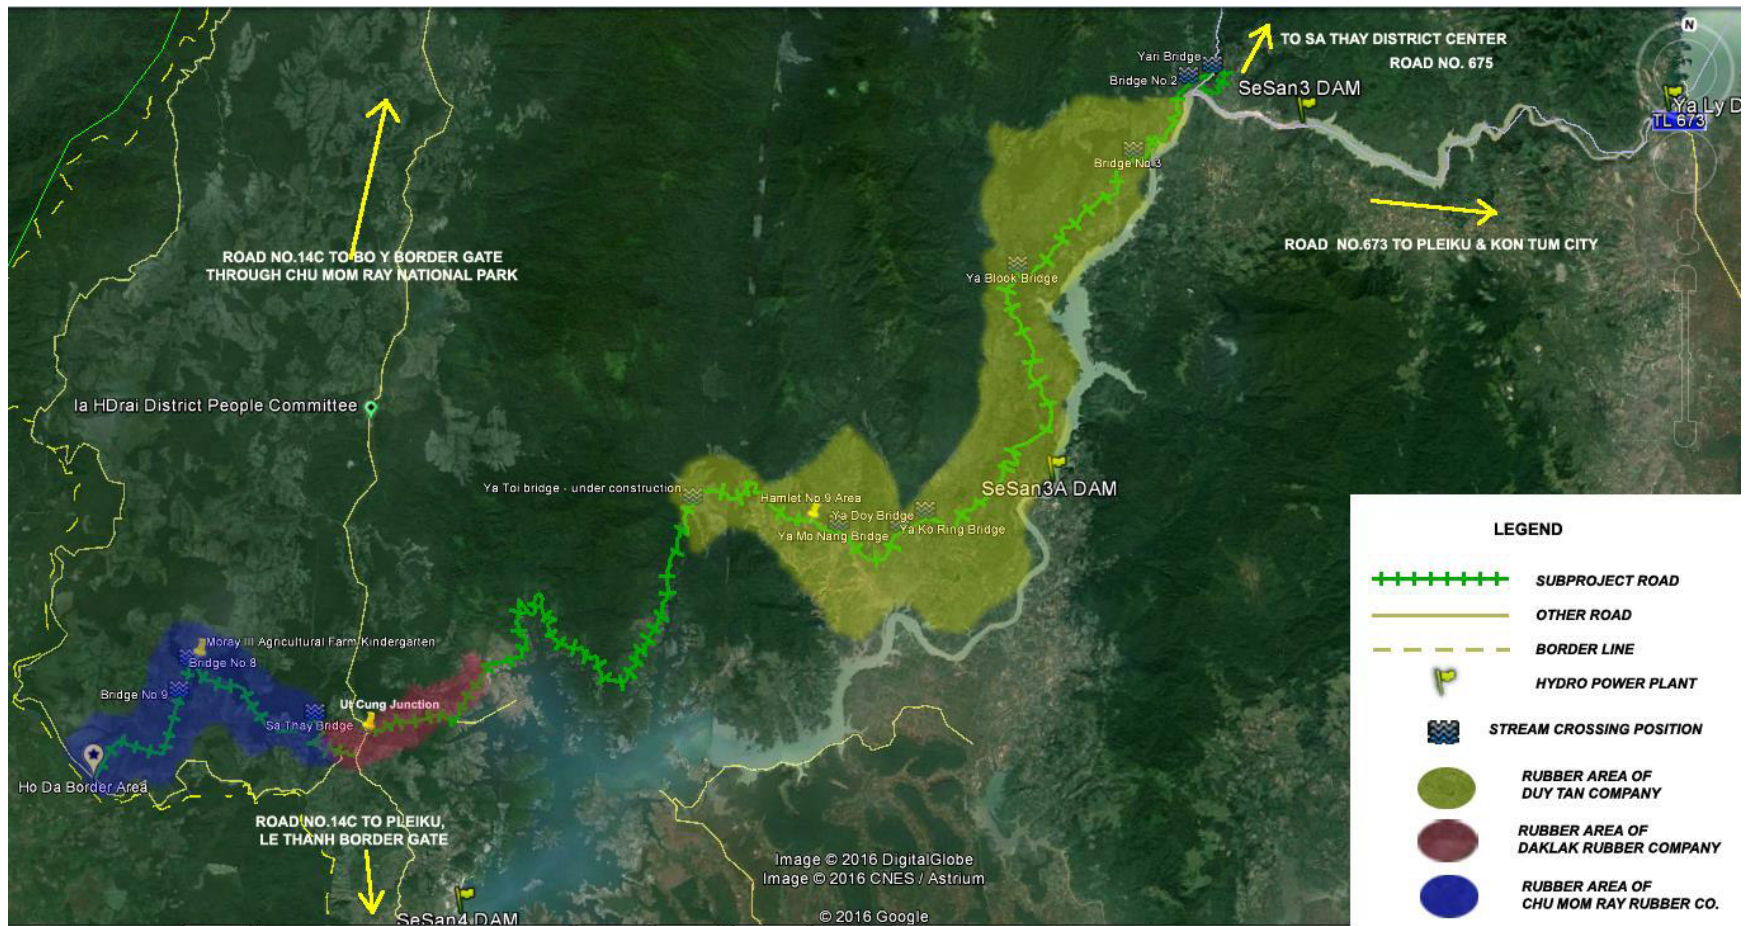 N
TO SA THAY DISTRICT CENTER
ROAD NO. 675
Yari Bridge
Bridge No.2
SeSan3 DAM
Ya Ly D
TL 673
Bridge No.3
ROAD NO.673 TO PLEIKU & KON TUM CITY
ROAD NO.14C TO BO Y BORDER GATE
THROUGH CHU MOM RAY NATIONAL PARK
Ya Blook Bridge
Ia HDrai District People Committee
Ya Toi bridge - under construction
Hamlet No.9 Area
SeSan3A DAM
Ya Doy Bridge
Ya Ko Ring Bridge
Ya Mo Nang Bridge
Moray III Agricultural Farm Kindergarten
Bridge No.8
Bridge No.9
Ut Cung Junction
Sa Thay Bridge
Ho Da Border Area
ROAD NO.14C TO PLEIKU,
LE THANH BORDER GATE
SeSan4 DAM
Image © 2016 DigitalGlobe
Image © 2016 CNES / Astrium
© 2016 Google
LEGEND
SUBPROJECT ROAD
OTHER ROAD
BORDER LINE
HYDRO POWER PLANT
STREAM CROSSING POSITION
RUBBER AREA OF
DUY TAN COMPANY
RUBBER AREA OF
DAKLAK RUBBER COMPANY
RUBBER AREA OF
CHU MOM RAY RUBBER CO.